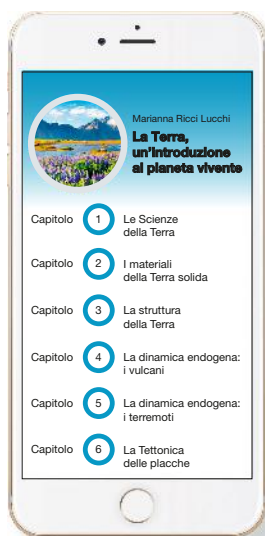 Marianna Ricci Lucchi
La Terra,
un'introduzione
al pianeta vivente
Capitolo 1 Le Scienze
della Terra
Capitolo 2 I materiali
della Terra solida
Capitolo 3 La struttura
della Terra
Capitolo 4 La dinamica endogena:
i vulcani
Capitolo 5 La dinamica endogena:
i terremoti
Capitolo 6 La Tettonica
delle placche